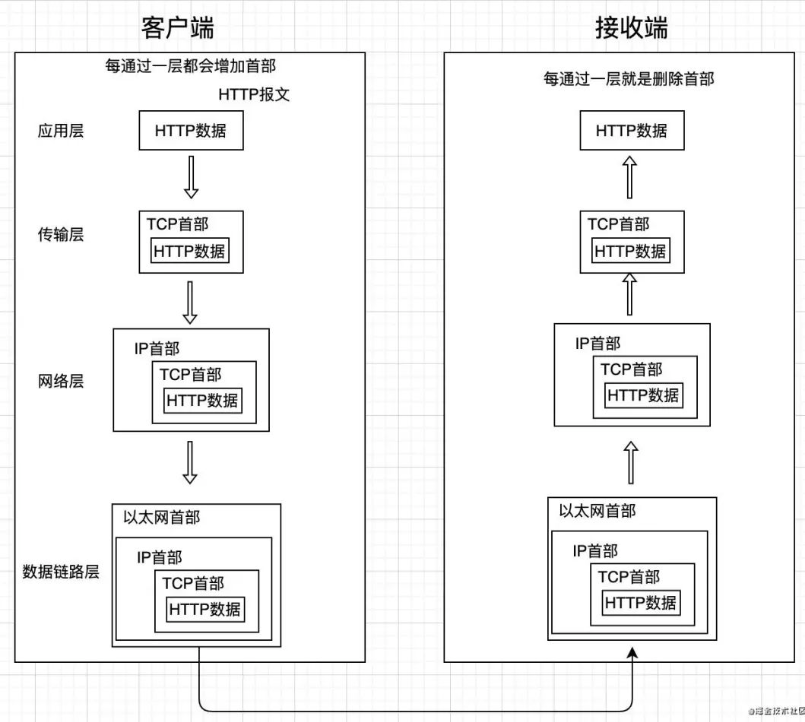 客户端
每通过一层都会增加首部
HTTP报文
应用层
HTTP数据
传输层
TCP首部
HTTP数据
网络层
IP首部
TCP首部
HTTP数据
数据链路层
以太网首部
IP首部
TCP首部
HTTP数据
接收端
每通过一层就是删除首部
HTTP数据
TCP首部
HTTP数据
IP首部
TCP首部
HTTP数据
以太网首部
IP首部
TCP首部
HTTP数据
@掘金技术社区